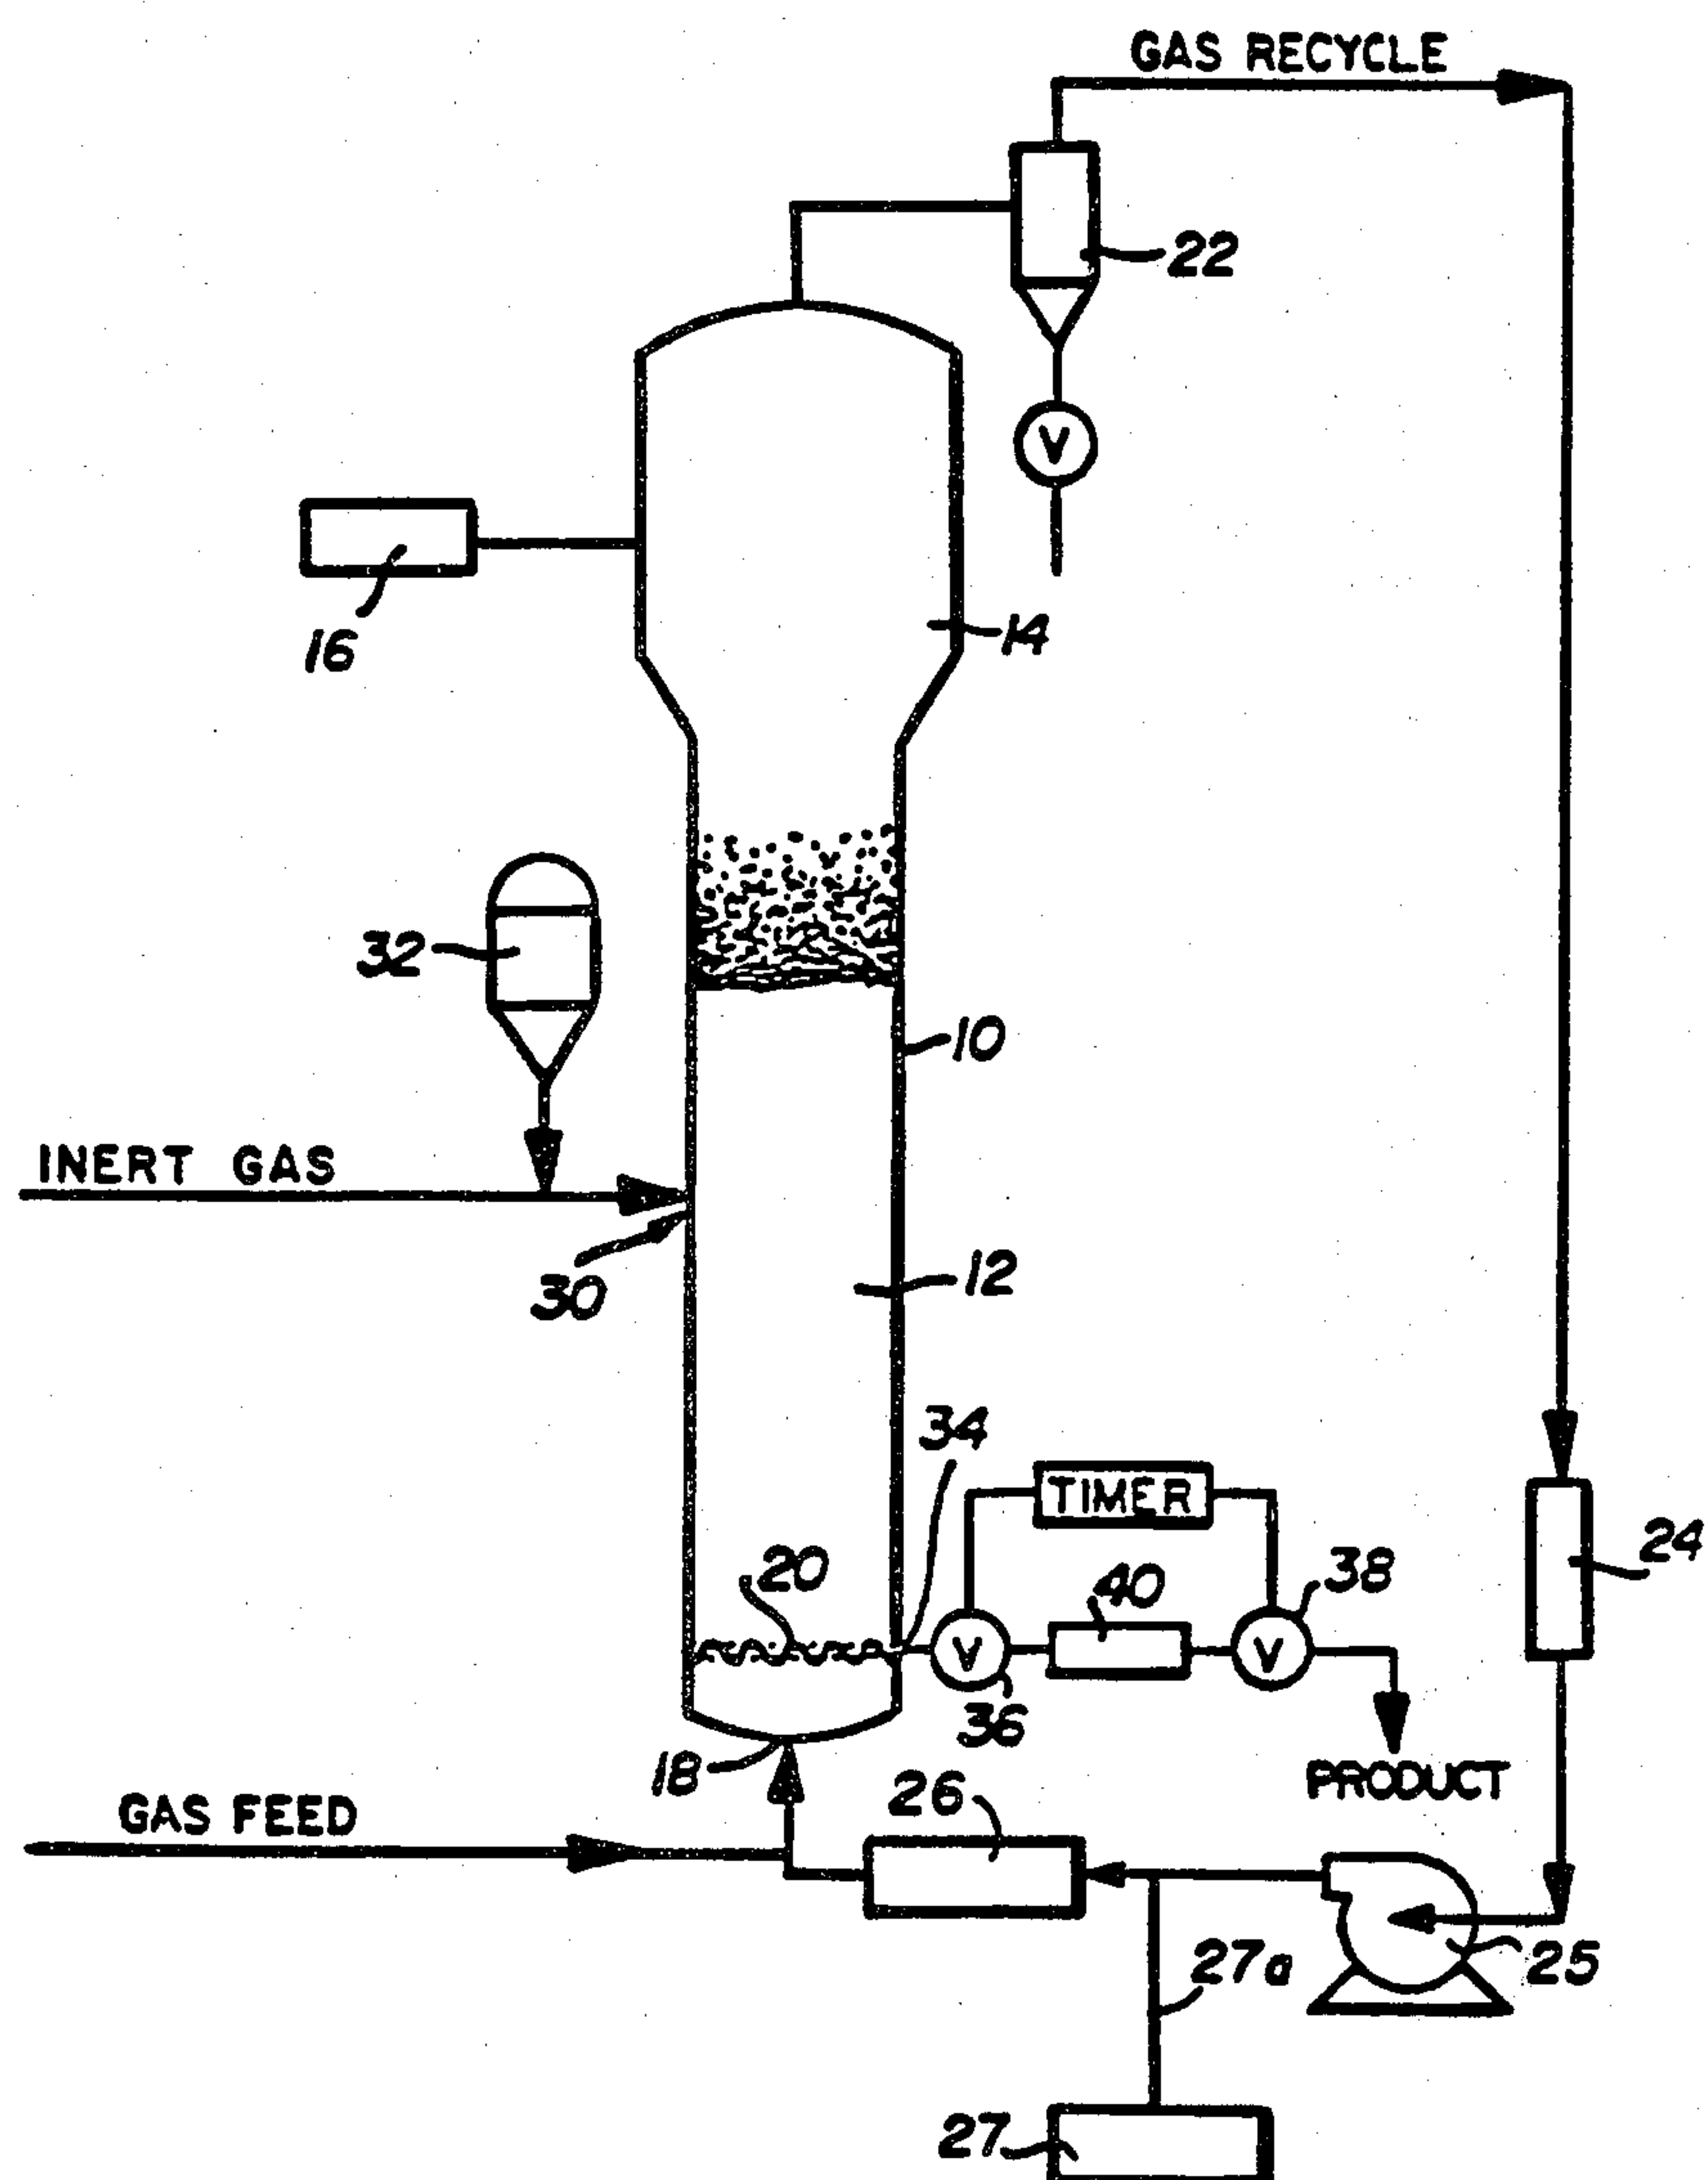 GAS RECYCLE
22
V
16
14
32
10
INERT GAS
30
12
34
TIMER
20
40
38
24
V
V
36
18
PRODUCT
GAS FEED
26
27a
25
27